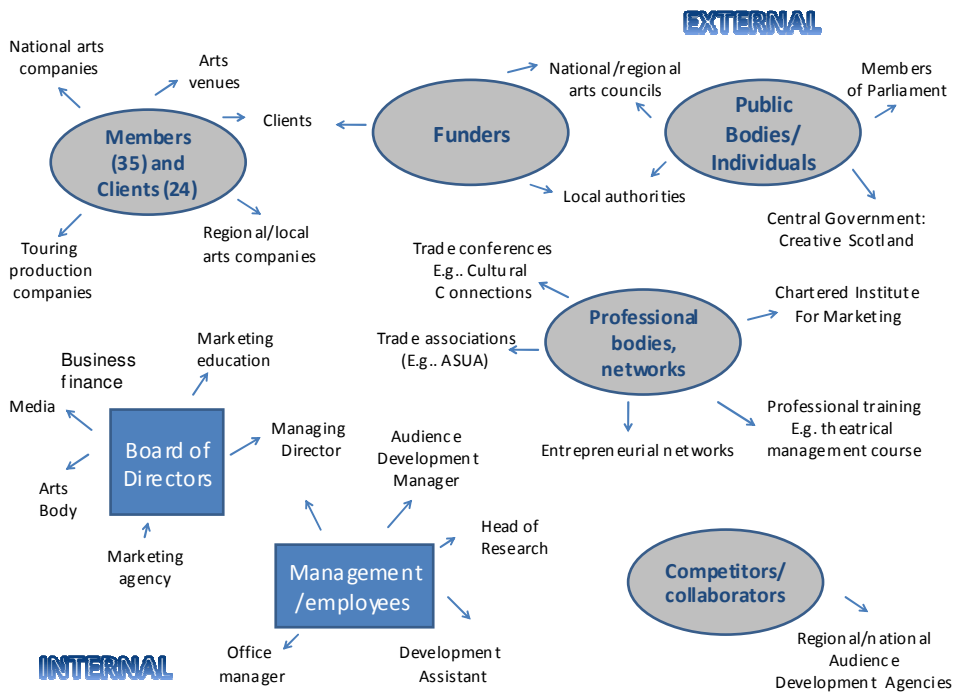 EXTERNAL
National arts
companies
Arts
venues
Clients
Members
(35) and
Clients (24)
Touring
production
companies
Regional/local
arts companies
Funders
National/regional
arts councils
Local authorities
Public
Bodies/
Individuals
Members
of Parliament
Central Government:
Creative Scotland
Trade conferences
E.g.. Cultural
Connections
Trade associations
(E.g.. ASUA)
Professional
bodies,
networks
Chartered Institute
For Marketing
Entrepreneurial networks
Professional training
E.g. theatrical
management course
Business
finance
Marketing
education
Media
Board of
Directors
Managing
Director
Arts
Body
Marketing
agency
Audience
Development
Manager
Head of
Research
Management
/employees
Office
manager
Development
Assistant
Competitors/
collaborators
Regional/national
Audience
Development Agencies
INTERNAL